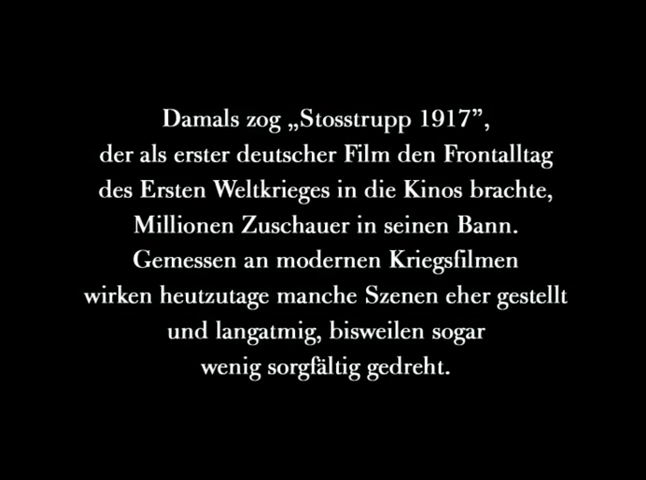 Damals zog „Stosstrupp 1917”,
der als erster deutscher Film den Frontalltag
des Ersten Weltkrieges in die Kinos brachte,
Millionen Zuschauer in seinen Bann.
Gemessen an modernen Kriegsfilmen
wirken heutzutage manche Szenen eher gestellt
und langatmig, bisweilen sogar
wenig sorgfältig gedreht.